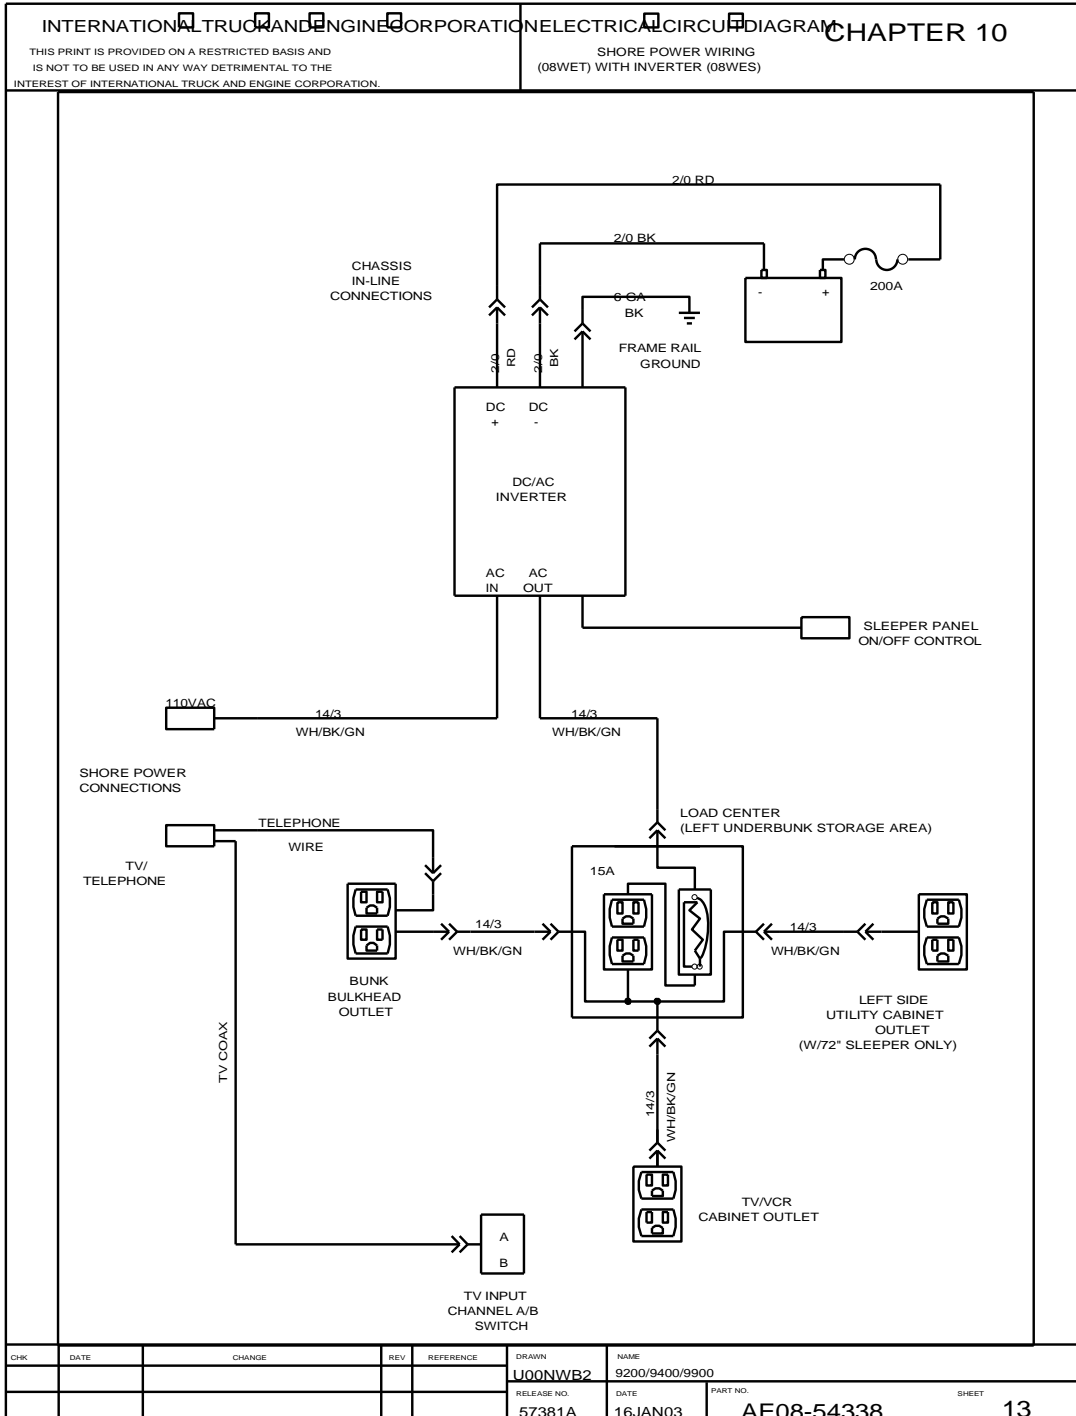 INTERNATIONAL TRUCK AND ENGINE CORPORATION ELECTRICAL CIRCUIT DIAGRAM
CHAPTER 10
THIS PRINT IS PROVIDED ON A RESTRICTED BASIS AND
IS NOT TO BE USED IN ANY WAY DETRIMENTAL TO THE
INTEREST OF INTERNATIONAL TRUCK AND ENGINE CORPORATION.
SHORE POWER WIRING
(08WET) WITH INVERTER (08WES)
2/0 RD
2/0 BK
CHASSIS
IN-LINE
CONNECTIONS
6 GA
BK
200A
- +
FRAME RAIL
GROUND
2/0
RD
2/0
BK
DC
+
DC
-
DC/AC
INVERTER
AC
IN
AC
OUT
SLEEPER PANEL
ON/OFF CONTROL
110VAC
14/3
WH/BK/GN
14/3
WH/BK/GN
SHORE POWER
CONNECTIONS
TELEPHONE
WIRE
TV/
TELEPHONE
LOAD CENTER
(LEFT UNDERBUNK STORAGE AREA)
15A
14/3
WH/BK/GN
14/3
WH/BK/GN
BUNK
BULKHEAD
OUTLET
LEFT SIDE
UTILITY CABINET
OUTLET
(W/72" SLEEPER ONLY)
TV COAX
14/3
WH/BK/GN
TV/VCR
CABINET OUTLET
A
B
TV INPUT
CHANNEL A/B
SWITCH
CHK DATE CHANGE REV REFERENCE
DRAWN
U00NWB2
NAME
9200/9400/9900
RELEASE NO.
57381A
DATE
16JAN03
PART NO.
AE08-54338
SHEET
13